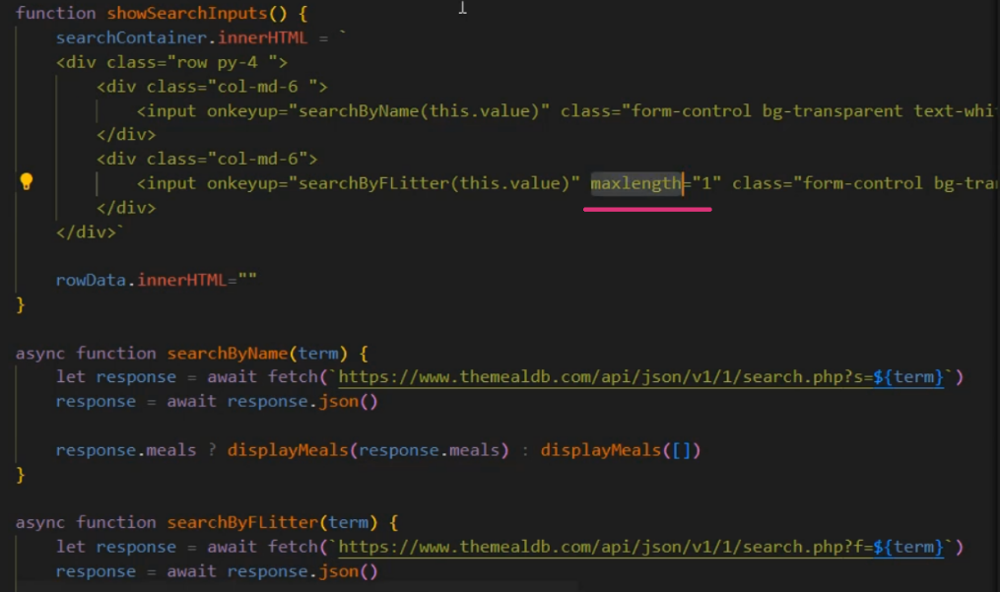 function showSearchInputs() {
searchContainer.innerHTML = `
<div class="row py-4 ">
<div class="col-md-6 ">
<input onkeyup="searchByName(this.value)" class="form-control bg-transparent text-whi
</div>
<div class="col-md-6">
<input onkeyup="searchByFLitter(this.value)" maxlength="1" class="form-control bg-tra
</div>
</div>`
rowData.innerHTML=""
}
async function searchByName(term) {
let response = await fetch(`https://www.themealdb.com/api/json/v1/1/search.php?s=${term}`)
response = await response.json()
response.meals ? displayMeals(response.meals) : displayMeals([])
}
async function searchByFLitter(term) {
let response = await fetch(`https://www.themealdb.com/api/json/v1/1/search.php?f=${term}`)
response = await response.json()